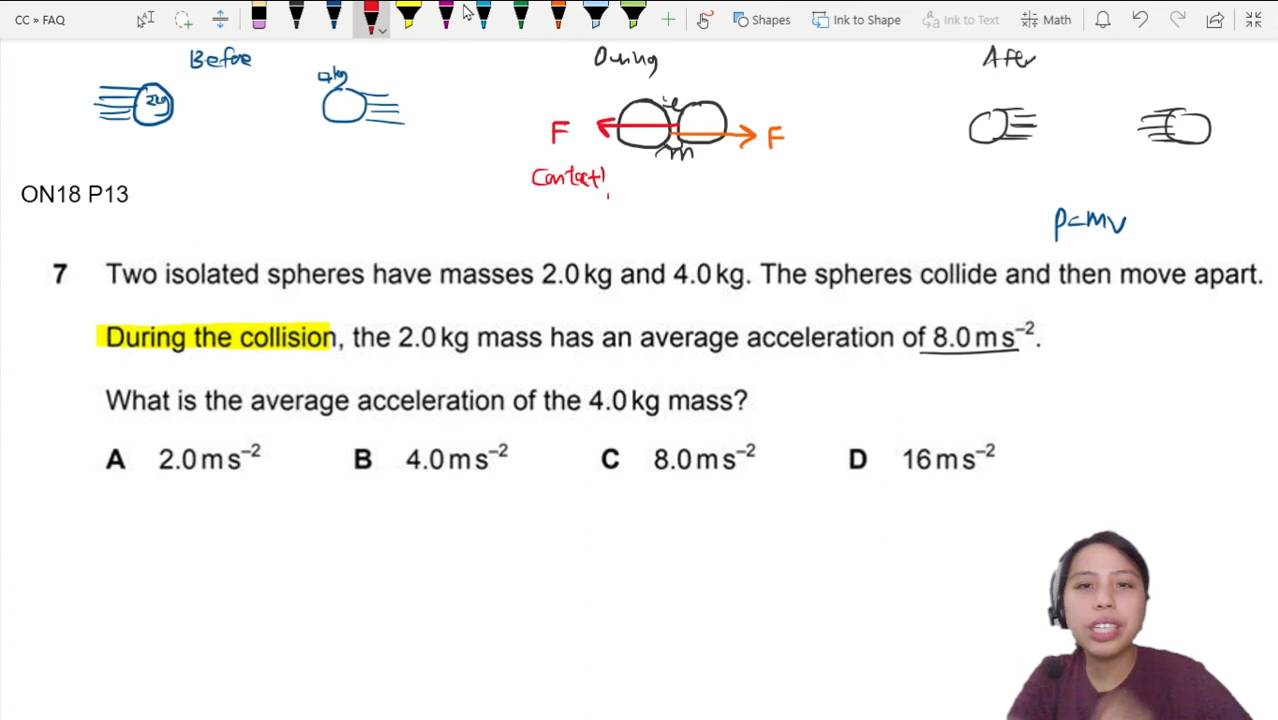 CC » FAQ
Shapes
Ink to Shape
Ink to Text
Math
Before
During
After
2kg
4kg
F
F
Contact!
ON18 P13
p=mv
7 Two isolated spheres have masses 2.0 kg and 4.0 kg. The spheres collide and then move apart.
During the collision, the 2.0 kg mass has an average acceleration of 8.0 m s⁻².
What is the average acceleration of the 4.0 kg mass?
A 2.0 m s⁻² B 4.0 m s⁻² C 8.0 m s⁻² D 16 m s⁻²